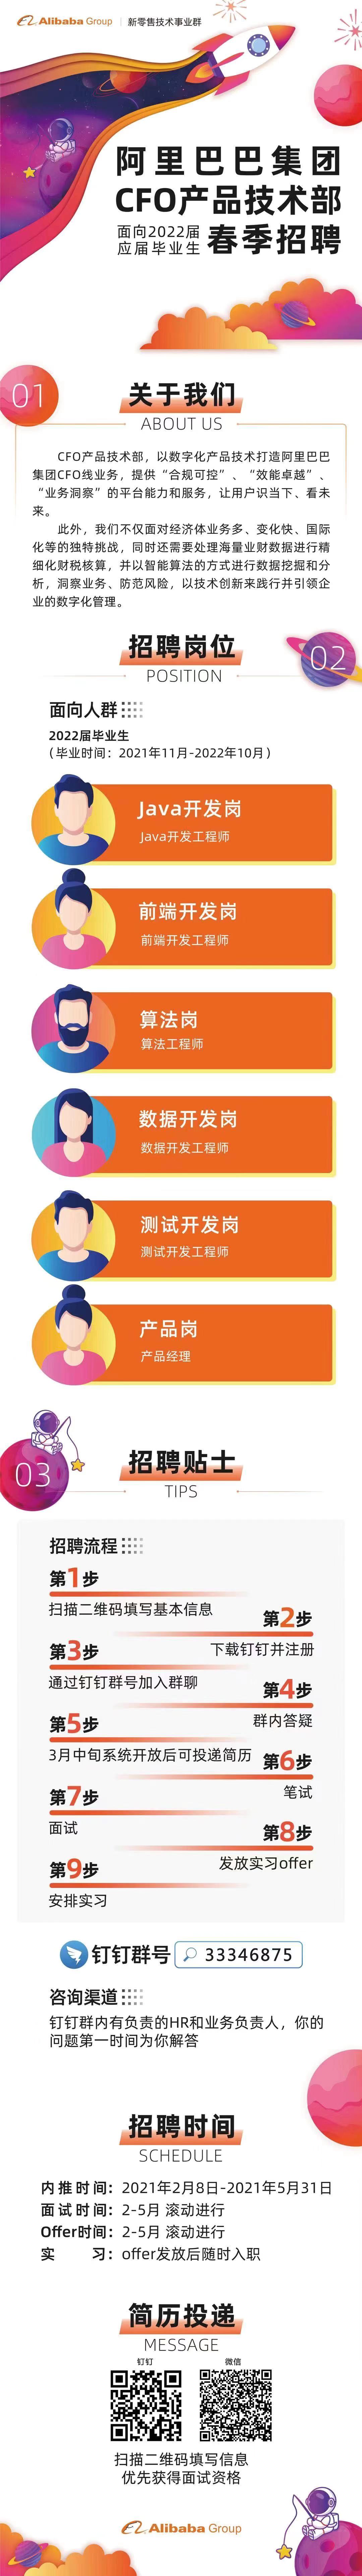 Alibaba Group | 新零售技术事业群
阿里巴巴集团
CFO产品技术部
面向2022届
应届毕业生
春季招聘
01
关于我们
ABOUT US
CFO产品技术部，以数字化产品技术打造阿里巴巴
集团CFO线业务，提供“合规可控”、“效能卓越”、
“业务洞察”的平台能力和服务，让用户识当下、看未
来。
此外，我们不仅面对经济体业务多、变化快、国际
化等的独特挑战，同时还需要处理海量业财数据进行精
细化财税核算，并以智能算法的方式进行数据挖掘和分
析，洞察业务、防范风险，以技术创新来践行并引领企
业的数字化管理。
招聘岗位
POSITION
02
面向人群
2022届毕业生
（毕业时间：2021年11月-2022年10月）
Java开发岗
Java开发工程师
前端开发岗
前端开发工程师
算法岗
算法工程师
数据开发岗
数据开发工程师
测试开发岗
测试开发工程师
产品岗
产品经理
03
招聘贴士
TIPS
招聘流程
第1步
扫描二维码填写基本信息
第2步
下载钉钉并注册
第3步
通过钉钉群号加入群聊
第4步
群内答疑
第5步
3月中旬系统开放后可投递简历
第6步
笔试
第7步
面试
第8步
发放实习offer
第9步
安排实习
钉钉群号 33346875
咨询渠道
钉钉群内有负责的HR和业务负责人，你的
问题第一时间为你解答
招聘时间
SCHEDULE
内推时间：2021年2月8日-2021年5月31日
面试时间：2-5月 滚动进行
Offer时间：2-5月 滚动进行
实 习：offer发放后随时入职
简历投递
MESSAGE
钉钉 微信
扫描二维码填写信息
优先获得面试资格
Alibaba Group